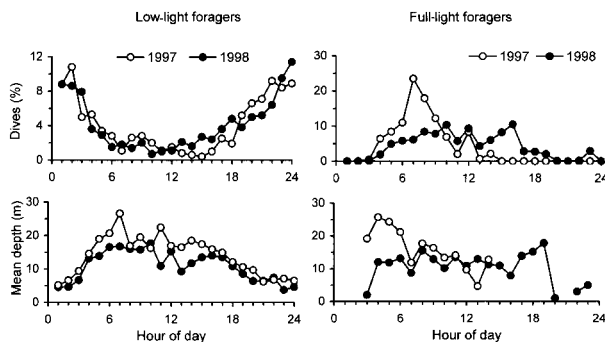 Low-light foragers
Full-light foragers
1997 1998
1997 1998
Dives (%)
12
8
4
0
0 6 12 18 24
30
20
10
0
0 6 12 18 24
Mean depth (m)
30
20
10
0
0 6 12 18 24
Hour of day
30
20
10
0
0 6 12 18 24
Hour of day